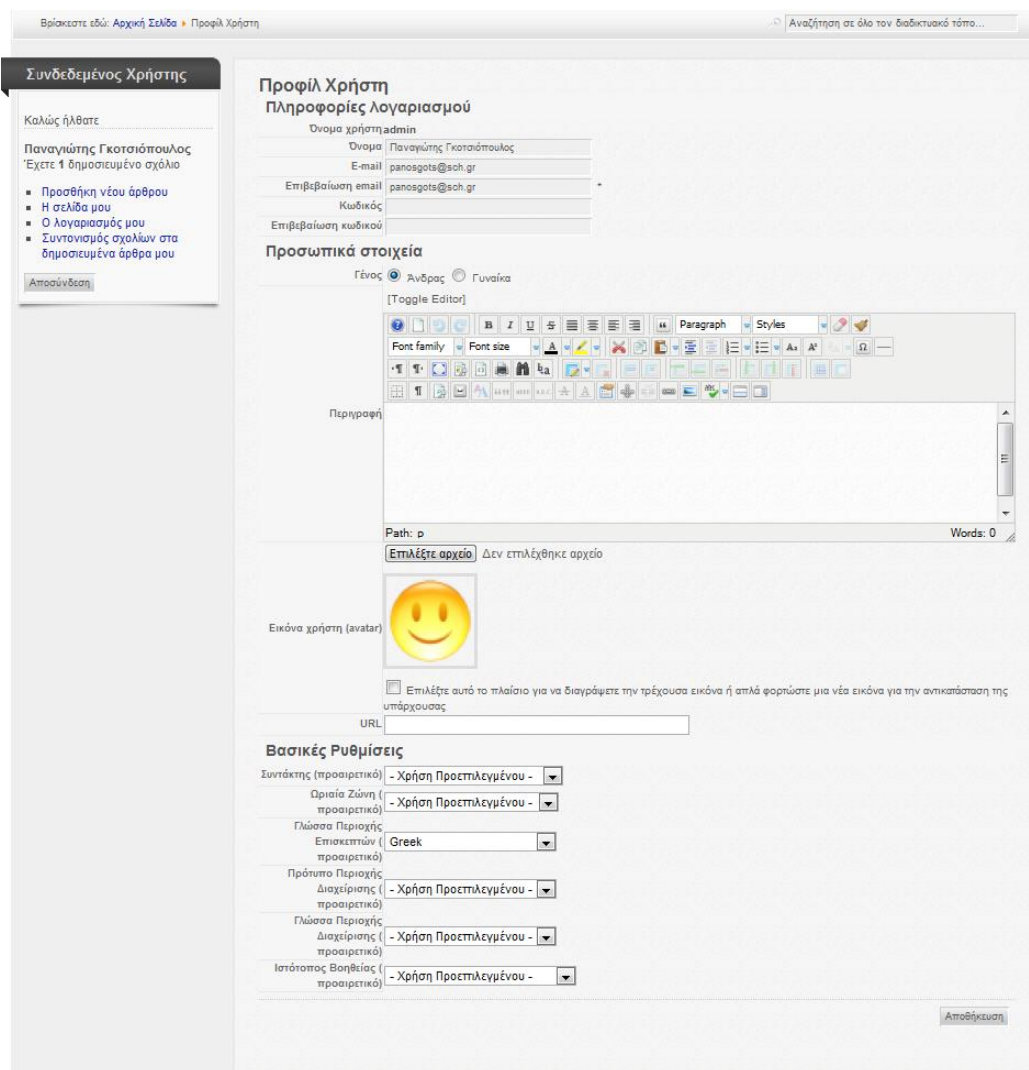 Βρίσκεστε εδώ: Αρχική Σελίδα Προφίλ Χρήστη
Αναζήτηση σε όλο τον διαδικτυακό τόπο...
Συνδεδεμένος Χρήστης
Καλώς ήλθατε
Παναγιώτης Γκοτσιόπουλος
Έχετε 1 δημοσιευμένο σχόλιο
Προσθήκη νέου άρθρου
Η σελίδα μου
Ο λογαριασμός μου
Συντονισμός σχολίων στα
δημοσιευμένα άρθρα μου
Αποσύνδεση
Προφίλ Χρήστη
Πληροφορίες λογαριασμού
Όνομα χρήστη admin
Όνομα Παναγιώτης Γκοτσιόπουλος
E-mail panosgots@sch.gr
Επιβεβαίωση email panosgots@sch.gr *
Κωδικός
Επιβεβαίωση κωδικού
Προσωπικά στοιχεία
Γένος Άνδρας Γυναίκα
[Toggle Editor]
Paragraph Styles
Font family Font size
Περιγραφή
Path: p Words: 0
Επιλέξτε αρχείο Δεν επιλέχθηκε αρχείο
Εικόνα χρήστη (avatar)
Επιλέξτε αυτό το πλαίσιο για να διαγράψετε την τρέχουσα εικόνα ή απλά φορτώστε μια νέα εικόνα για την αντικατάσταση της
υπάρχουσας
URL
Βασικές Ρυθμίσεις
Συντάκτης (προαιρετικό) - Χρήση Προεπιλεγμένου -
Ωριαία Ζώνη (
προαιρετικό) - Χρήση Προεπιλεγμένου -
Γλώσσα Περιοχής
Επισκεπτών ( Greek
προαιρετικό)
Πρότυπο Περιοχής
Διαχείρισης ( - Χρήση Προεπιλεγμένου -
προαιρετικό)
Γλώσσα Περιοχής
Διαχείρισης ( - Χρήση Προεπιλεγμένου -
προαιρετικό)
Ιστότοπος Βοηθείας (
προαιρετικό) - Χρήση Προεπιλεγμένου -
Αποθήκευση